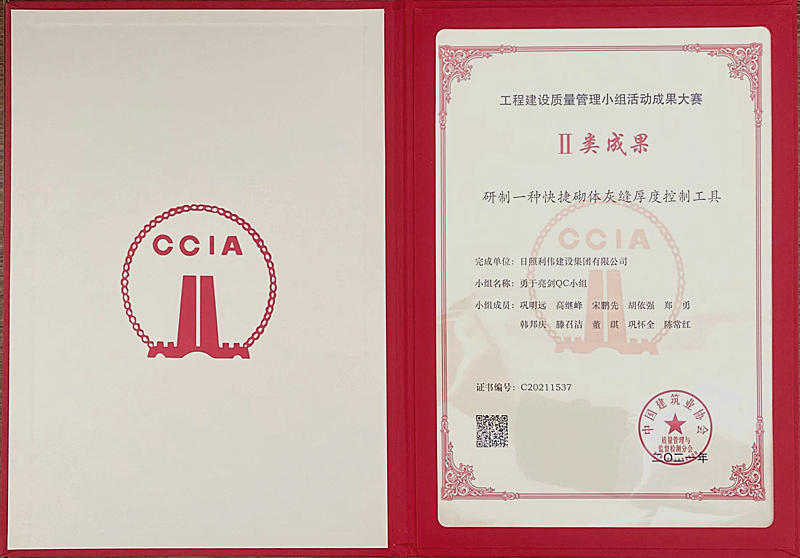 CCIA
工程建设质量管理小组活动成果大赛
Ⅱ类成果
研制一种快捷砌体灰缝厚度控制工具
CCIA
完成单位：日照利伟建设集团有限公司
小组名称：勇于亮剑QC小组
小组成员：巩明远 高继峰 宋鹏先 胡依强 郑 勇
韩邦庆 滕召洁 董 琪 巩怀全 陈常红
证书编号：C20211537
中国建筑业协会
质量管理与
监督检测分会
二〇二一年